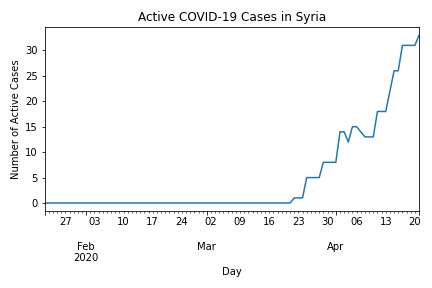 Active COVID-19 Cases in Syria
Number of Active Cases
30
25
20
15
10
5
0
27 03 10 17 24 02 09 16 23 30 06 13 20
Feb Mar Apr
2020
Day